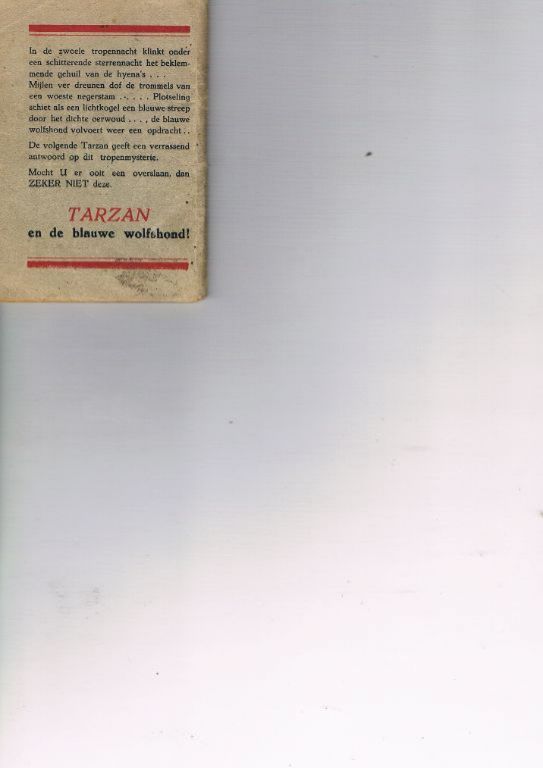 In de zwoele tropennacht klinkt onder
een schitterende sterrennacht het beklem-
mende gehuil van de hyena's . . .
Mijlen ver dreunen dof de trommels van
een woeste negerstam . . . . . Plotseling
schiet als een lichtkogel een blauwe streep
door het dichte oerwoud . . . . de blauwe
wolfshond volvoert weer een opdracht . .
De volgende Tarzan geeft een verrassend
antwoord op dit tropenmysterie.
Mocht U er ooit een overslaan, dan
ZEKER NIET deze.
TARZAN
en de blauwe wolfshond!